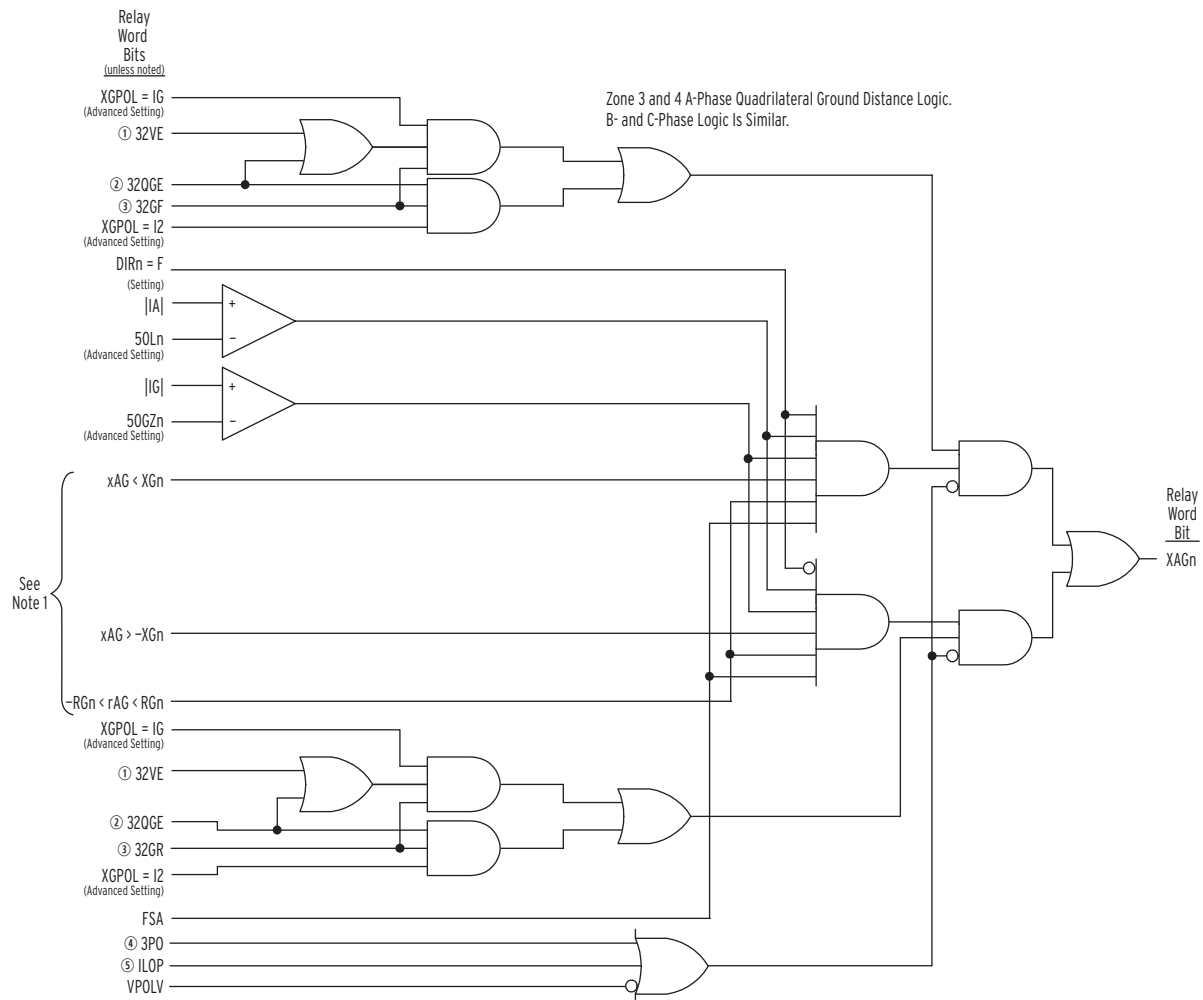 Relay
Word
Bits
(unless noted)
XGPOL = IG
(Advanced Setting)
Zone 3 and 4 A-Phase Quadrilateral Ground Distance Logic.
B- and C-Phase Logic Is Similar.
① 32VE
② 32QGE
③ 32GF
XGPOL = I2
(Advanced Setting)
DIRn = F
(Setting)
|IA|
+
50Ln
−
(Advanced Setting)
|IG|
+
50GZn
−
(Advanced Setting)
xAG < XGn
Relay
Word
Bit
XAGn
See
Note 1
xAG > −XGn
−RGn < rAG < RGn
XGPOL = IG
(Advanced Setting)
① 32VE
② 32QGE
③ 32GR
XGPOL = I2
(Advanced Setting)
FSA
④ 3PO
⑤ ILOP
VPOLV